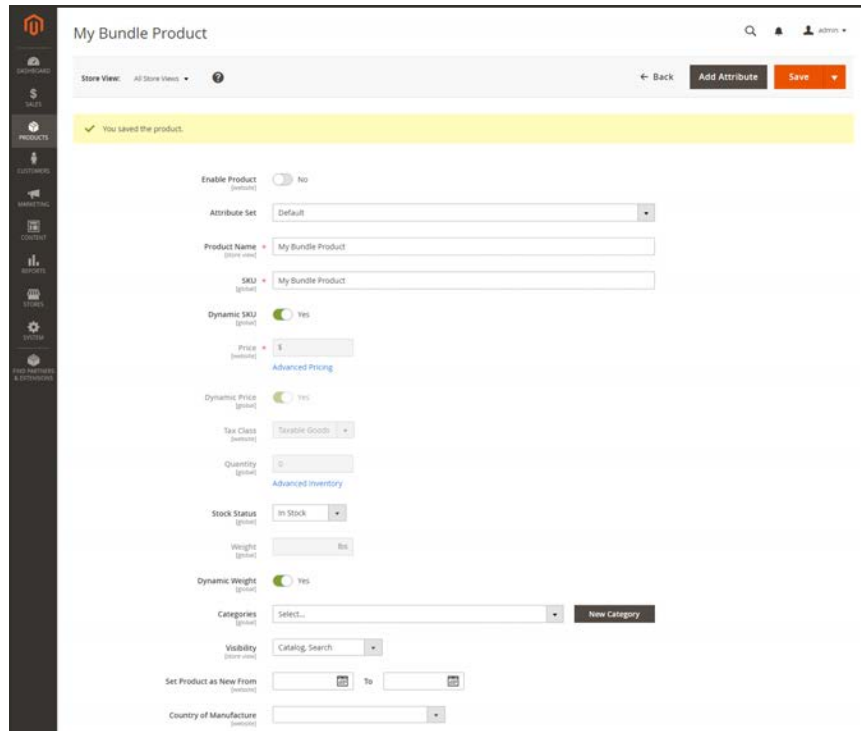 My Bundle Product
admin
DASHBOARD
$
SALES
PRODUCTS
CUSTOMERS
MARKETING
CONTENT
REPORTS
STORES
SYSTEM
FIND PARTNERS
& EXTENSIONS
Store View: All Store Views
?
← Back
Add Attribute
Save
You saved the product.
Enable Product
[website]
No
Attribute Set
Default
Product Name *
[store view]
My Bundle Product
SKU *
[global]
My Bundle Product
Dynamic SKU
[global]
Yes
Price *
[website]
$
Advanced Pricing
Dynamic Price
[global]
Yes
Tax Class
[website]
Taxable Goods
Quantity
[global]
0
Advanced Inventory
Stock Status
[global]
In Stock
Weight
[global]
lbs
Dynamic Weight
[global]
Yes
Categories
[global]
Select...
New Category
Visibility
[store view]
Catalog, Search
Set Product as New From
[website]
To
Country of Manufacture
[website]